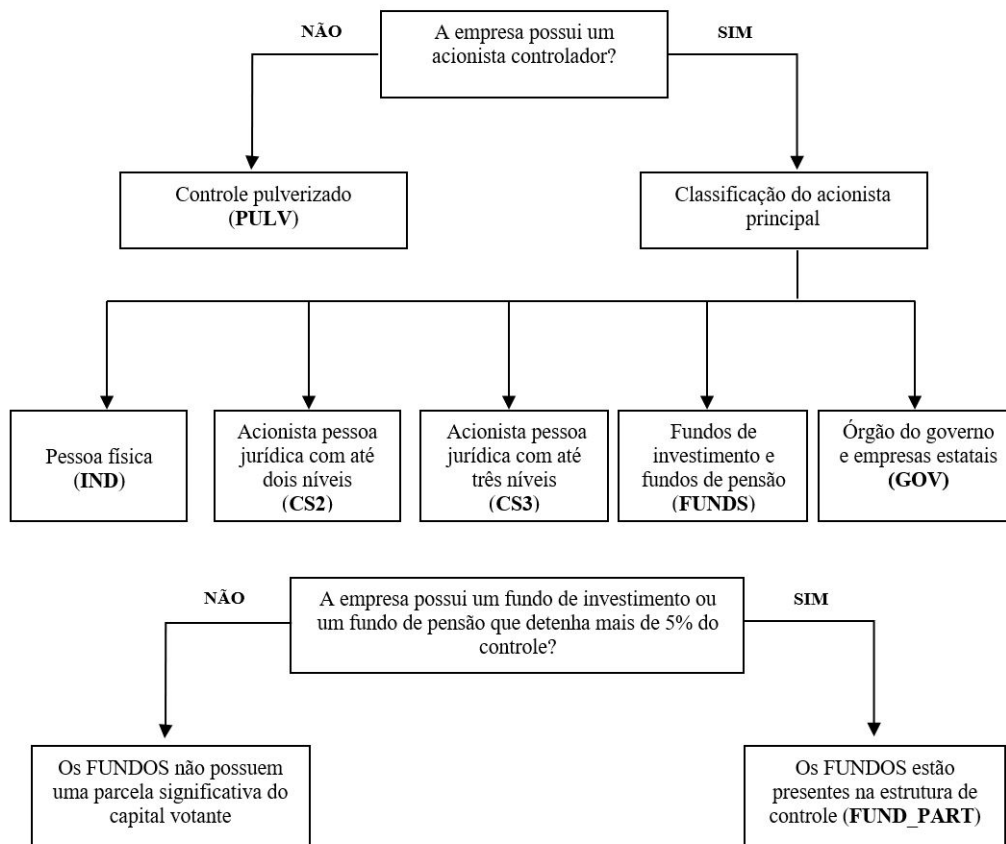 NÃO
A empresa possui um
acionista controlador?
SIM
Controle pulverizado
(PULV)
Classificação do acionista
principal
Pessoa física
(IND)
Acionista pessoa
jurídica com até
dois níveis
(CS2)
Acionista pessoa
jurídica com até
três níveis
(CS3)
Fundos de
investimento e
fundos de pensão
(FUNDS)
Órgão do governo
e empresas estatais
(GOV)
NÃO
A empresa possui um fundo de investimento ou
um fundo de pensão que detenha mais de 5% do
controle?
SIM
Os FUNDOS não possuem
uma parcela significativa do
capital votante
Os FUNDOS estão
presentes na estrutura de
controle (FUND_PART)